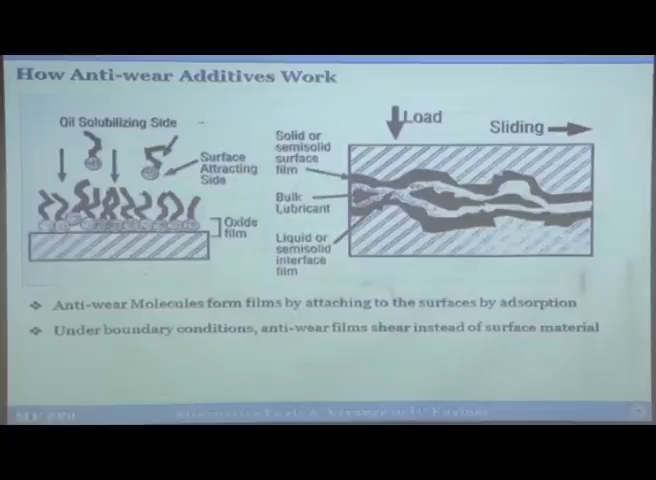 How Anti-wear Additives Work
Oil Solubilizing Side
Surface
Attracting
Side
Oxide
film
Load
Sliding
Solid or
semisolid
surface
film
Bulk
Lubricant
Liquid or
semisolid
interface
film
❖ Anti-wear Molecules form films by attaching to the surfaces by adsorption
❖ Under boundary conditions, anti-wear films shear instead of surface material